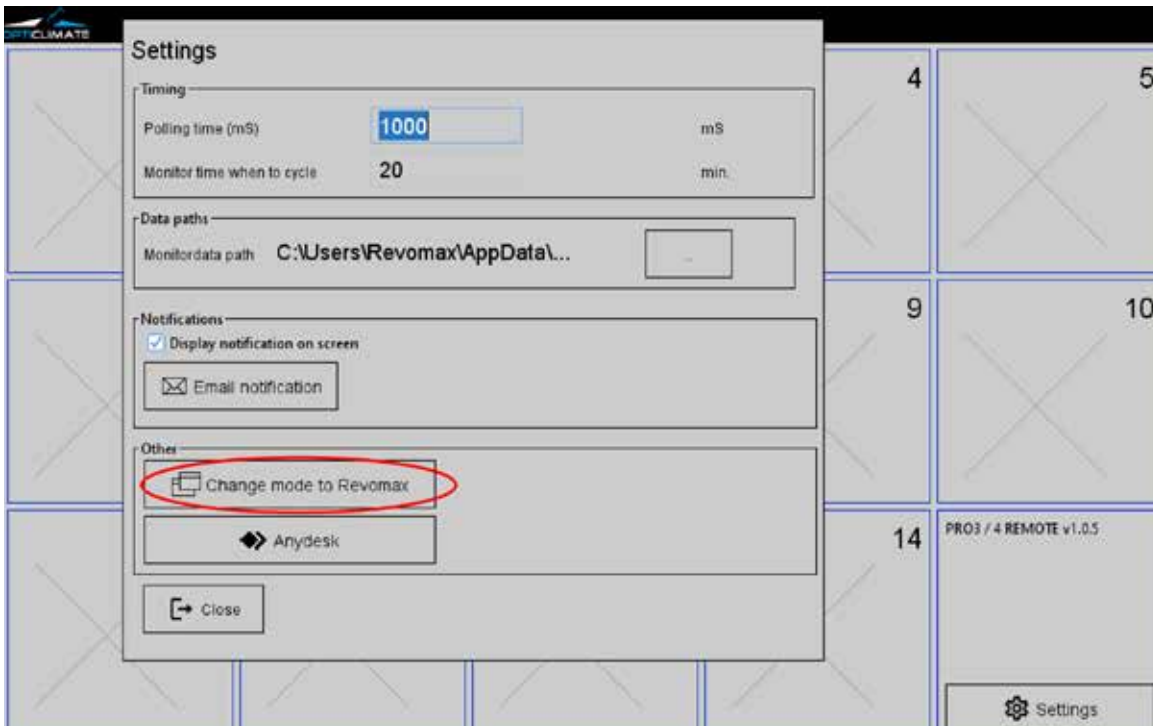 OPTICLIMATE
Settings
Timing
Polling time (mS) 1000 mS
Monitor time when to cycle 20 min.
Data paths
Monitordata path C:\Users\Revomax\AppData\... ...
Notifications
Display notification on screen
Email notification
Other
Change mode to Revomax
Anydesk
Close
4
5
9
10
14
PRO3 / 4 REMOTE v1.0.5
Settings